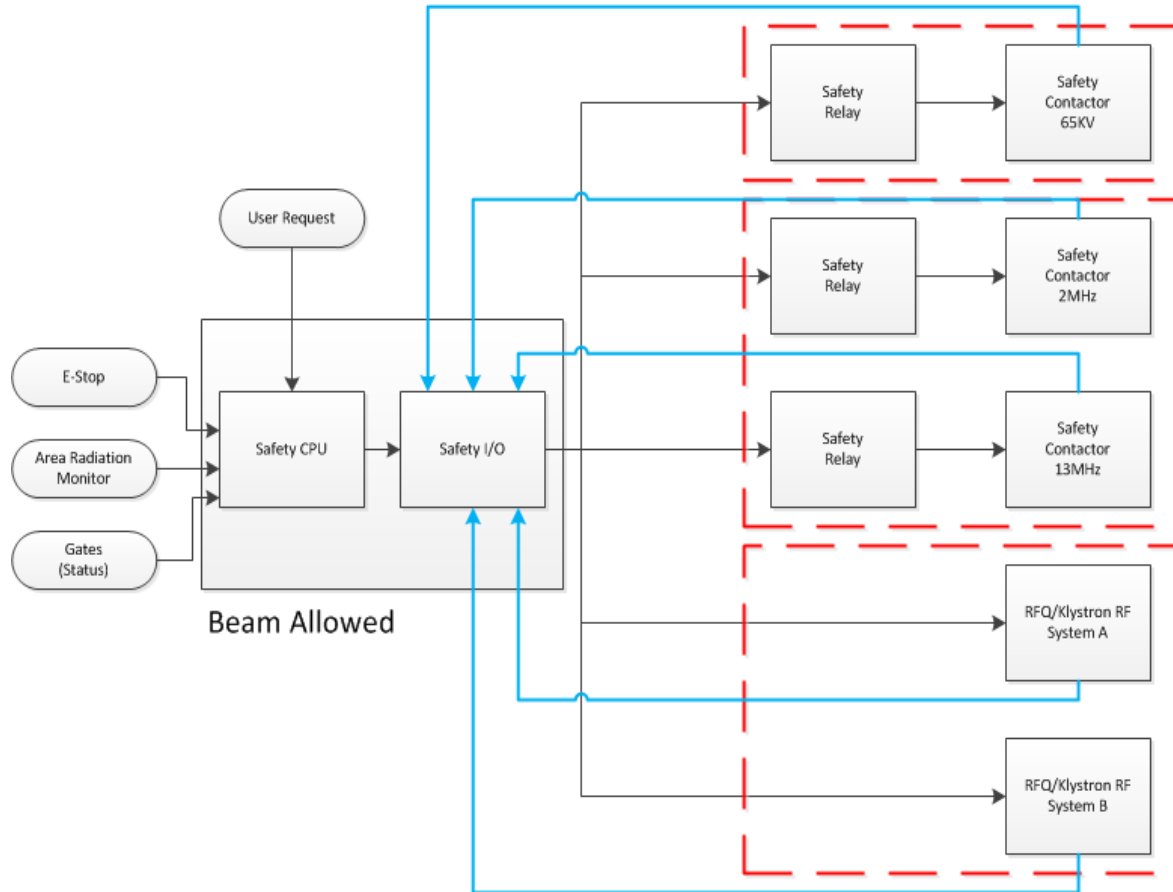 Safety
Relay
Safety
Contactor
65KV
User Request
Safety
Relay
Safety
Contactor
2MHz
E-Stop
Area Radiation
Monitor
Gates
(Status)
Safety CPU
Safety I/O
Safety
Relay
Safety
Contactor
13MHz
Beam Allowed
RFQ/Klystron RF
System A
RFQ/Klystron RF
System B